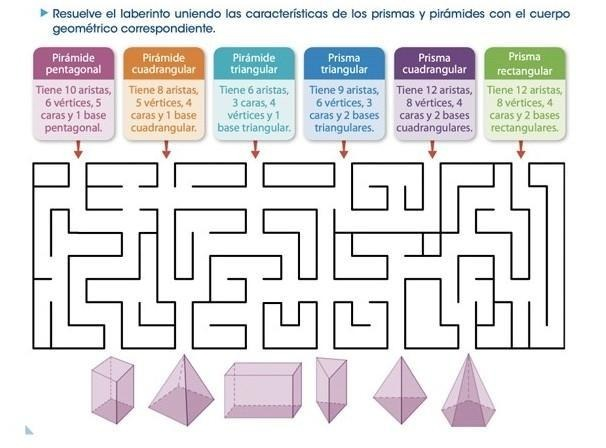 Resuelve el laberinto uniendo las características de los prismas y pirámides con el cuerpo
geométrico correspondiente.
Pirámide
pentagonal
Tiene 10 aristas,
6 vértices, 5
caras y 1 base
pentagonal.
Pirámide
cuadrangular
Tiene 8 aristas,
5 vértices, 4
caras y 1 base
cuadrangular.
Pirámide
triangular
Tiene 6 aristas,
3 caras, 4
vértices y 1
base triangular.
Prisma
triangular
Tiene 9 aristas,
6 vértices, 3
caras y 2 bases
triangulares.
Prisma
cuadrangular
Tiene 12 aristas,
8 vértices, 4
caras y 2 bases
cuadrangulares.
Prisma
rectangular
Tiene 12 aristas,
8 vértices, 4
caras y 2 bases
rectangulares.